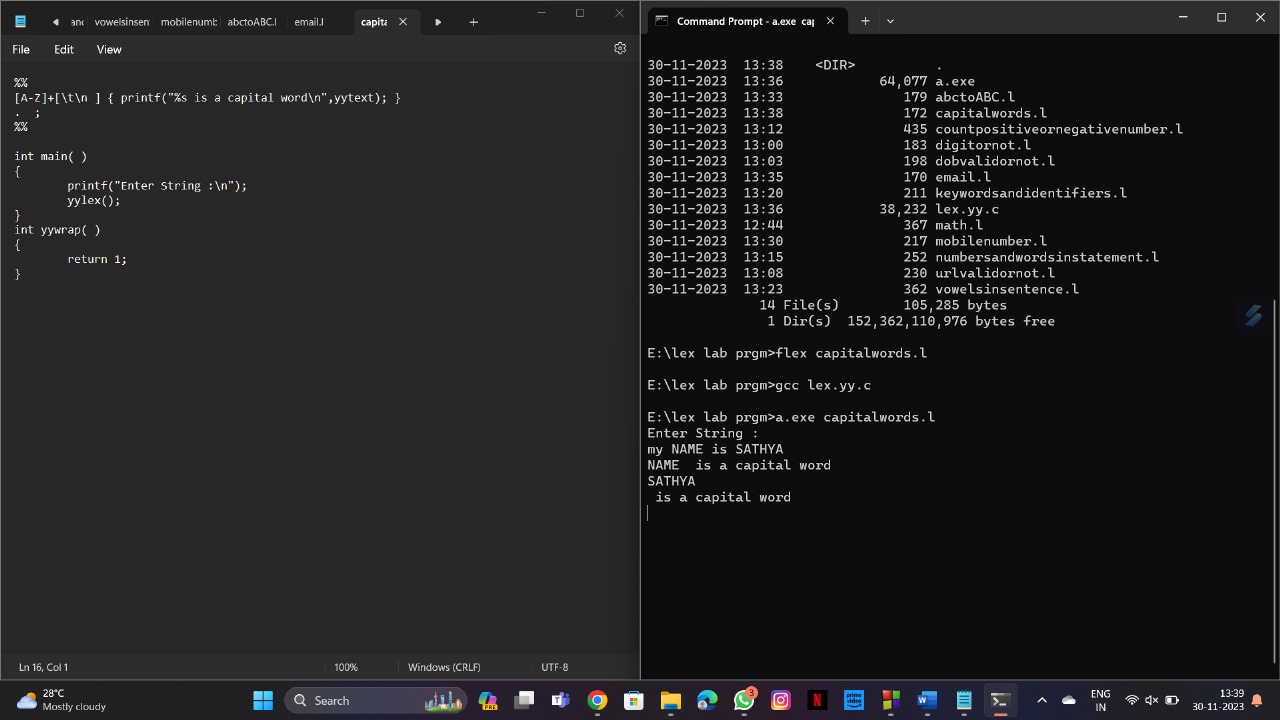 anc vowelsinsen mobilenumb abctoABC.l email.l capita
File Edit View
%%
[A-Z]+[\t\n ] { printf("%s is a capital word\n",yytext); }
.  ;
%%
int main( )
{
printf("Enter String :\n");
yylex();
}
int yywrap( )
{
return 1;
}
Ln 16, Col 1 100% Windows (CRLF) UTF-8
Command Prompt - a.exe cap
30-11-2023  13:38    <DIR>          .
30-11-2023  13:36            64,077 a.exe
30-11-2023  13:33               179 abctoABC.l
30-11-2023  13:38               172 capitalwords.l
30-11-2023  13:12               435 countpositiveornegativenumber.l
30-11-2023  13:00               183 digitornot.l
30-11-2023  13:03               198 dobvalidornot.l
30-11-2023  13:35               170 email.l
30-11-2023  13:20               211 keywordsandidentifiers.l
30-11-2023  13:36            38,232 lex.yy.c
30-11-2023  12:44               367 math.l
30-11-2023  13:30               217 mobilenumber.l
30-11-2023  13:15               252 numbersandwordsinstatement.l
30-11-2023  13:08               230 urlvalidornot.l
30-11-2023  13:23               362 vowelsinsentence.l
14 File(s)        105,285 bytes
1 Dir(s)  152,362,110,976 bytes free
E:\lex lab prgm>flex capitalwords.l
E:\lex lab prgm>gcc lex.yy.c
E:\lex lab prgm>a.exe capitalwords.l
Enter String :
my NAME is SATHYA
NAME  is a capital word
SATHYA
is a capital word
28°C
Mostly cloudy
Search
PRE
3
prime video
ENG
IN
13:39
30-11-2023